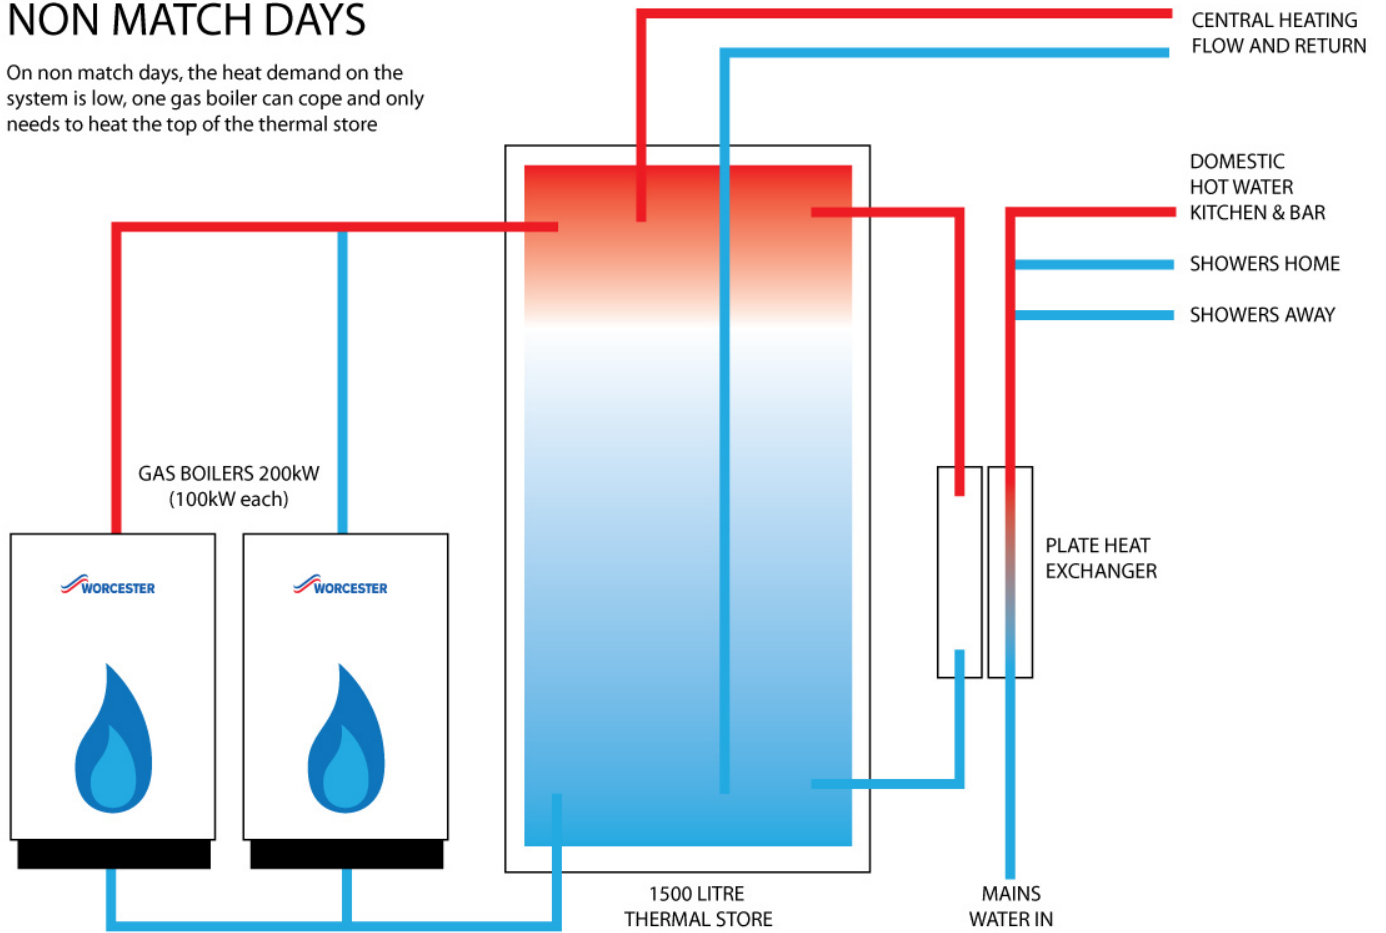 NON MATCH DAYS
On non match days, the heat demand on the
system is low, one gas boiler can cope and only
needs to heat the top of the thermal store
CENTRAL HEATING
FLOW AND RETURN
DOMESTIC
HOT WATER
KITCHEN & BAR
SHOWERS HOME
SHOWERS AWAY
GAS BOILERS 200kW
(100kW each)
WORCESTER
WORCESTER
PLATE HEAT
EXCHANGER
1500 LITRE
THERMAL STORE
MAINS
WATER IN